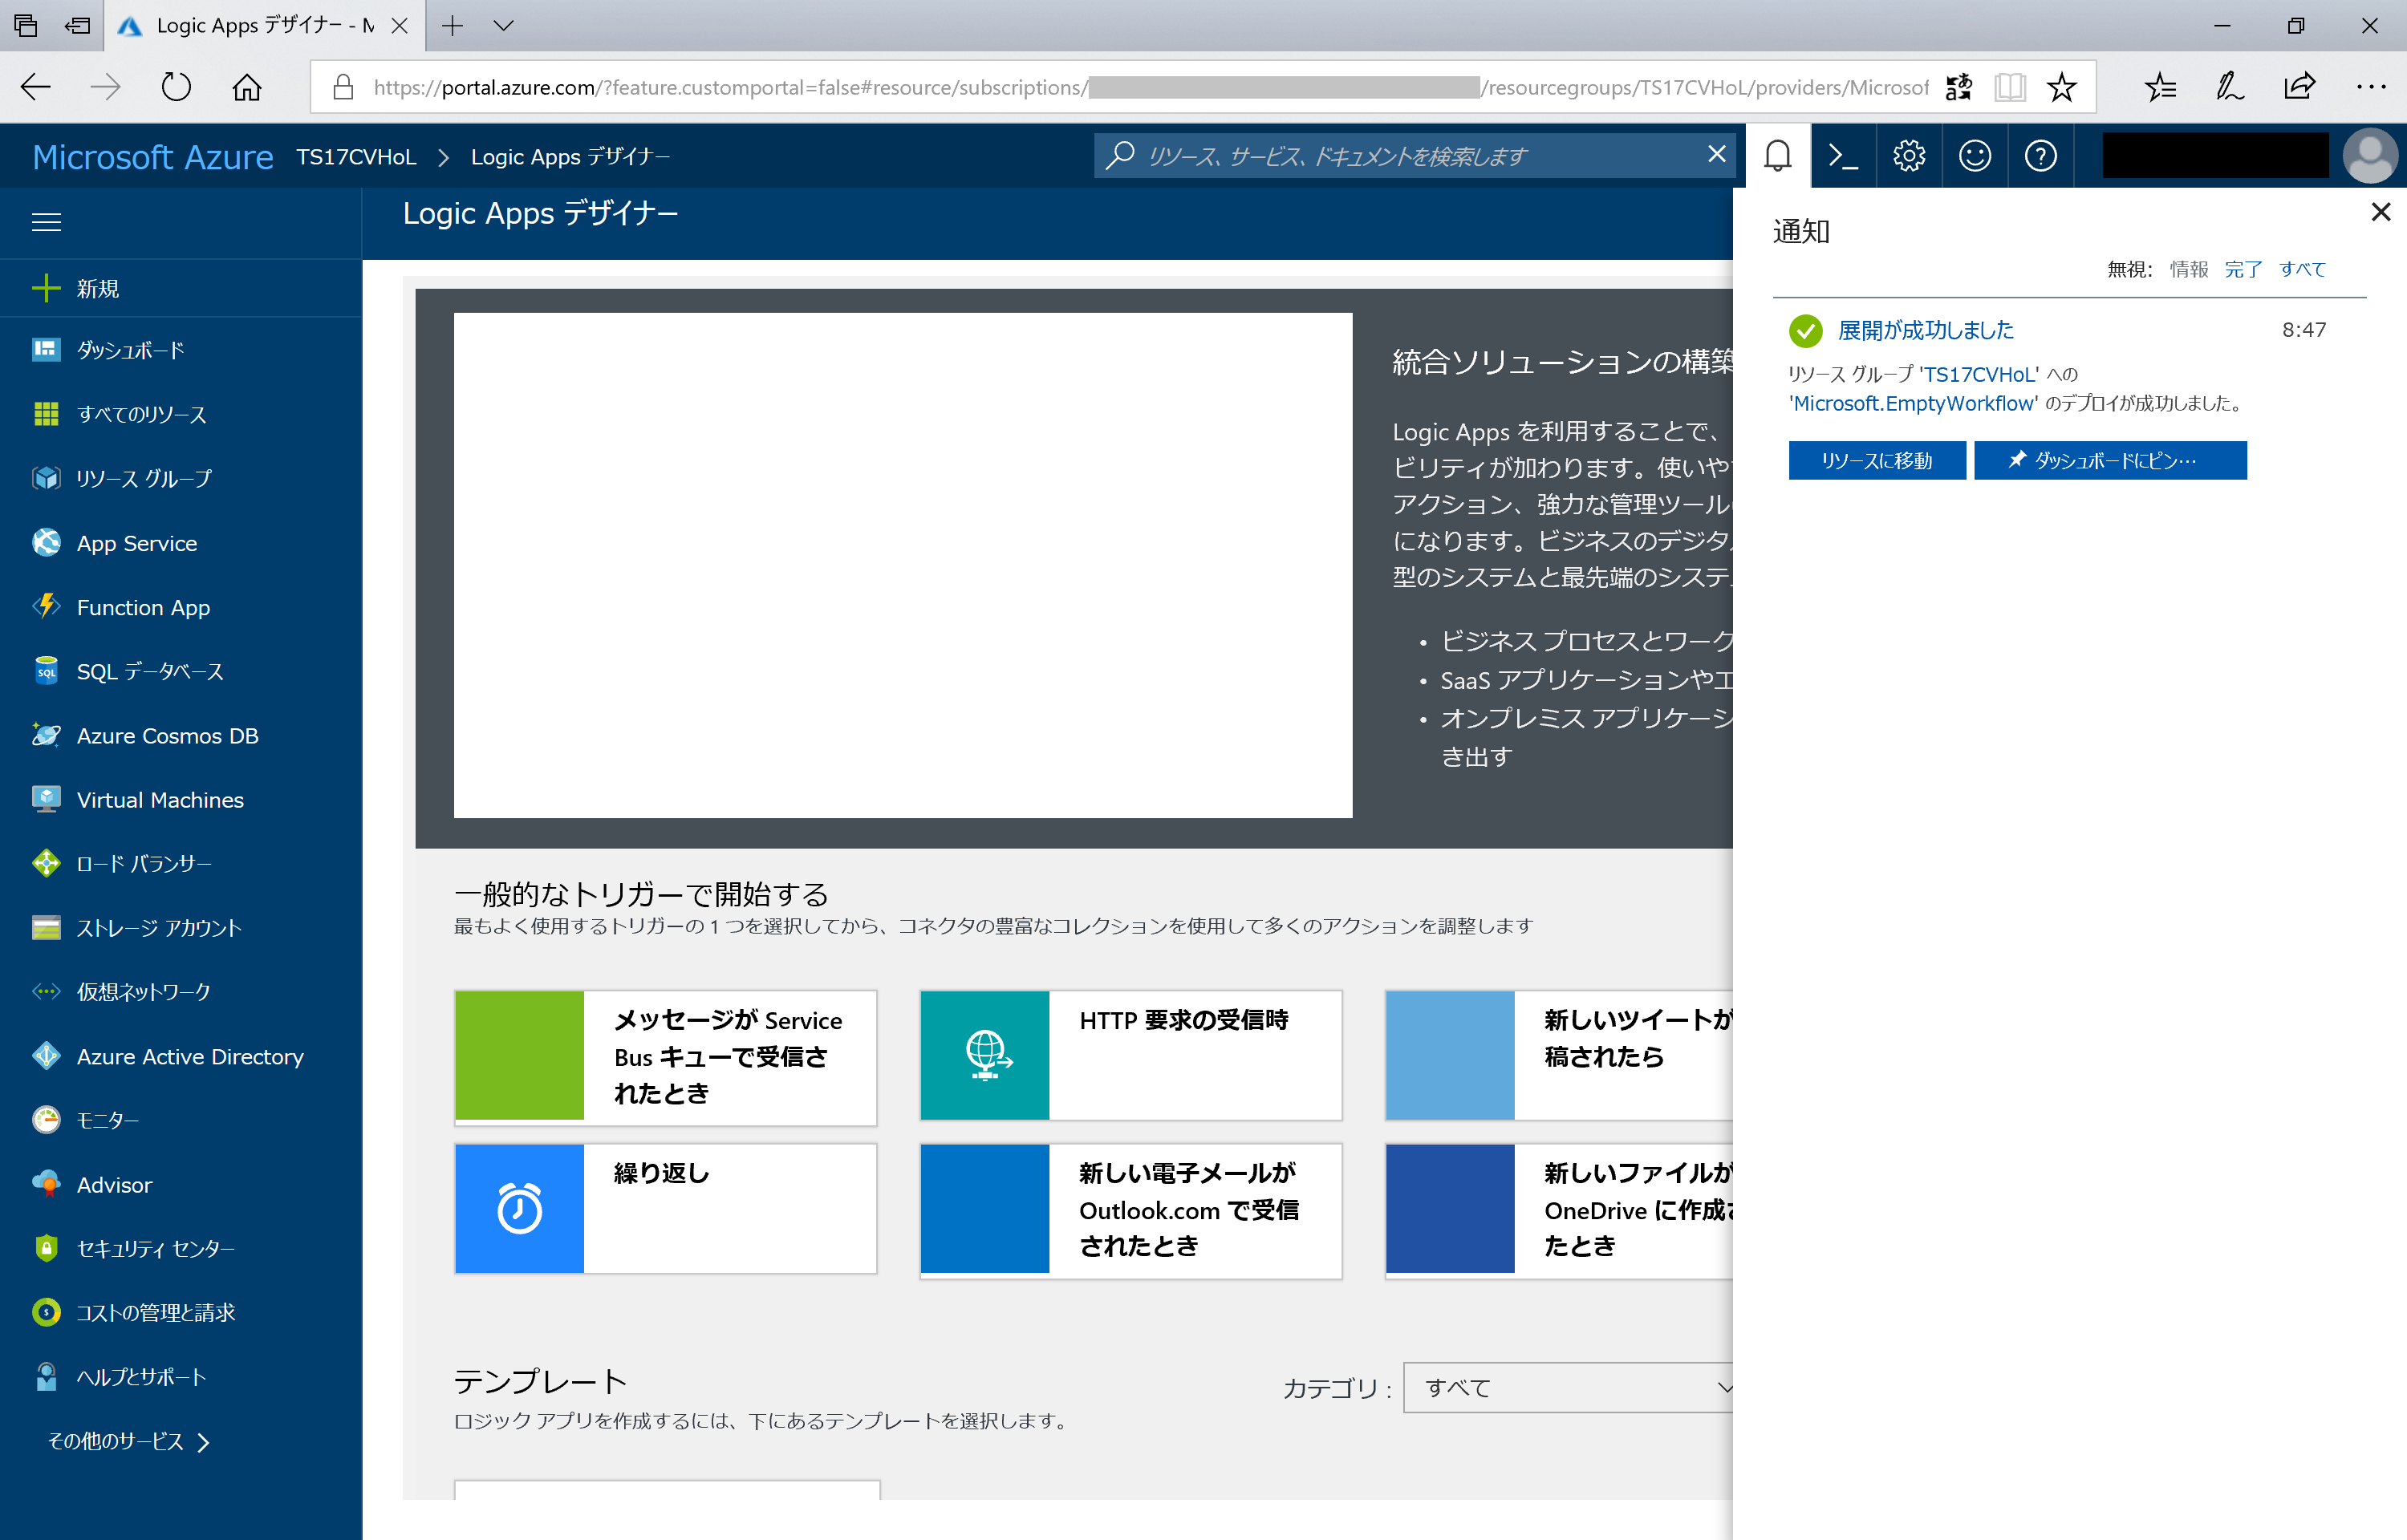 Logic Apps デザイナー - M
https://portal.azure.com/?feature.customportal=false#resource/subscriptions/ /resourcegroups/TS17CVHoL/providers/Microsof
Microsoft Azure TS17CVHoL > Logic Apps デザイナー
リソース、サービス、ドキュメントを検索します
新規
ダッシュボード
すべてのリソース
リソース グループ
App Service
Function App
SQL データベース
Azure Cosmos DB
Virtual Machines
ロード バランサー
ストレージ アカウント
仮想ネットワーク
Azure Active Directory
モニター
Advisor
セキュリティ センター
コストの管理と請求
ヘルプとサポート
その他のサービス
Logic Apps デザイナー
統合ソリューションの構築
Logic Apps を利用することで、
ビリティが加わります。使いや
アクション、強力な管理ツール
になります。ビジネスのデジタ
型のシステムと最先端のシステ
• ビジネス プロセスとワーク
• SaaS アプリケーションやエ
• オンプレミス アプリケーシ
き出す
一般的なトリガーで開始する
最もよく使用するトリガーの 1 つを選択してから、コネクタの豊富なコレクションを使用して多くのアクションを調整します
メッセージが Service
Bus キューで受信さ
れたとき
HTTP 要求の受信時
新しいツイートが
稿されたら
繰り返し
新しい電子メールが
Outlook.com で受信
されたとき
新しいファイルが
OneDrive に作成さ
たとき
テンプレート
カテゴリ : すべて
ロジック アプリを作成するには、下にあるテンプレートを選択します。
通知
無視: 情報 完了 すべて
展開が成功しました 8:47
リソース グループ 'TS17CVHoL' への
'Microsoft.EmptyWorkflow' のデプロイが成功しました。
リソースに移動
ダッシュボードにピン…